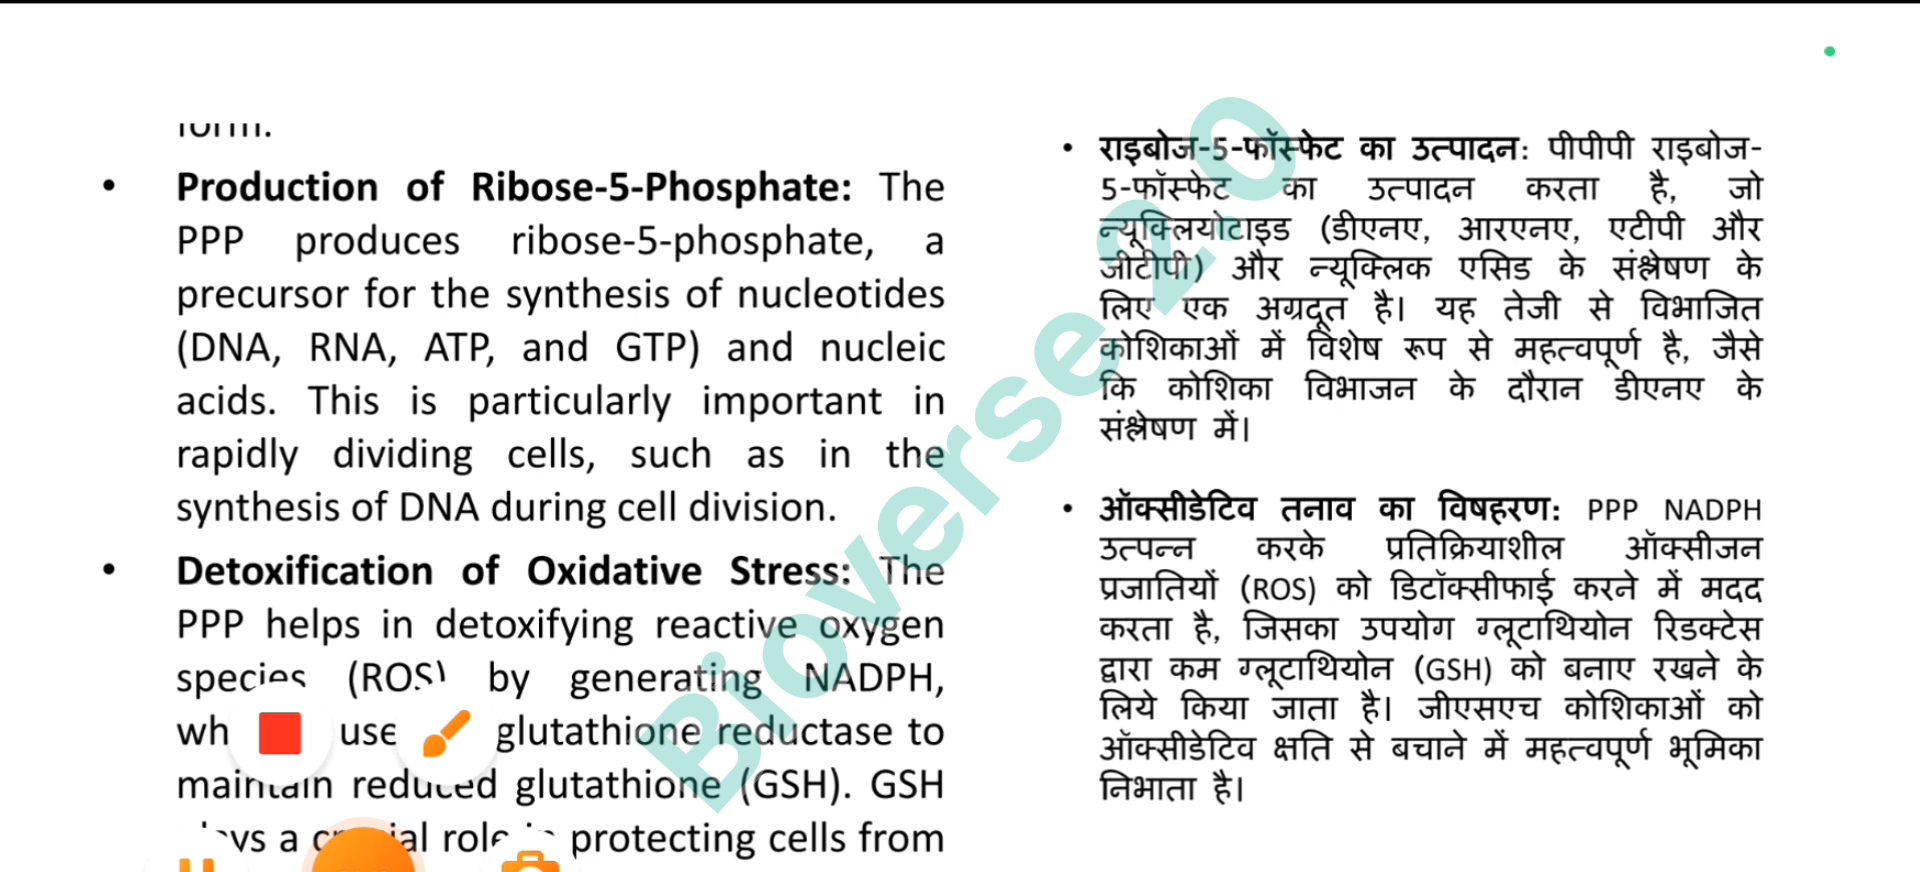 form.
• Production of Ribose-5-Phosphate: The
PPP produces ribose-5-phosphate, a
precursor for the synthesis of nucleotides
(DNA, RNA, ATP, and GTP) and nucleic
acids. This is particularly important in
rapidly dividing cells, such as in the
synthesis of DNA during cell division.
• Detoxification of Oxidative Stress: The
PPP helps in detoxifying reactive oxygen
species (ROS) by generating NADPH,
glutathione reductase to
maintain reduced glutathione (GSH). GSH
a role protecting cells from
• राइबोज-5-फॉस्फेट का उत्पादन: पीपीपी राइबोज-
5-फॉस्फेट का उत्पादन करता है, जो
न्यूक्लियोटाइड (डीएनए, आरएनए, एटीपी और
जीटीपी) और न्यूक्लिक एसिड के संश्लेषण के
लिए एक अग्रदूत है। यह तेजी से विभाजित
कोशिकाओं में विशेष रूप से महत्वपूर्ण है, जैसे
कि कोशिका विभाजन के दौरान डीएनए के
संश्लेषण में।
• ऑक्सीडेटिव तनाव का विषहरण: PPP NADPH
उत्पन्न करके प्रतिक्रियाशील ऑक्सीजन
प्रजातियों (ROS) को डिटॉक्सीफाई करने में मदद
करता है, जिसका उपयोग ग्लूटाथियोन रिडक्टेस
द्वारा कम ग्लूटाथियोन (GSH) को बनाए रखने के
लिये किया जाता है। जीएसएच कोशिकाओं को
ऑक्सीडेटिव क्षति से बचाने में महत्वपूर्ण भूमिका
निभाता है।
Bioverse 2.0